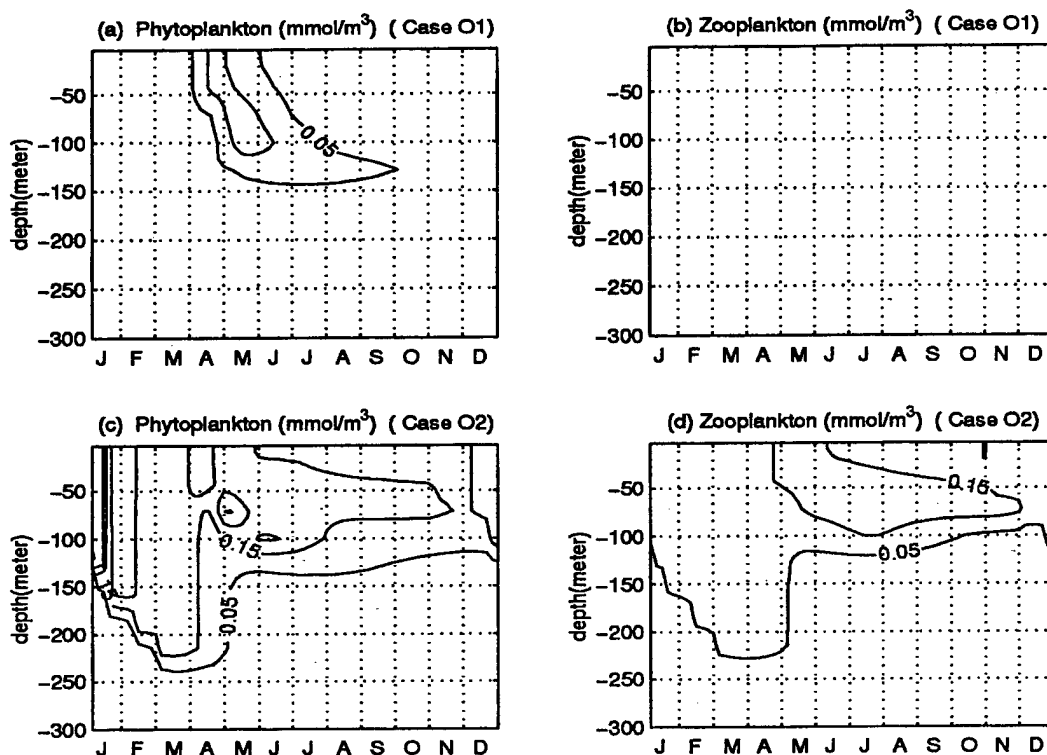 (a) Phytoplankton (mmol/m³) ( Case O1)
(b) Zooplankton (mmol/m³) ( Case O1)
depth(meter)
−50
−100
−150
−200
−250
−300
0.05
J F M A M J J A S O N D
depth(meter)
−50
−100
−150
−200
−250
−300
J F M A M J J A S O N D
(c) Phytoplankton (mmol/m³) ( Case O2)
(d) Zooplankton (mmol/m³) ( Case O2)
depth(meter)
−50
−100
−150
−200
−250
−300
0.15
0.05
J F M A M J J A S O N D
depth(meter)
−50
−100
−150
−200
−250
−300
0.15
0.05
J F M A M J J A S O N D